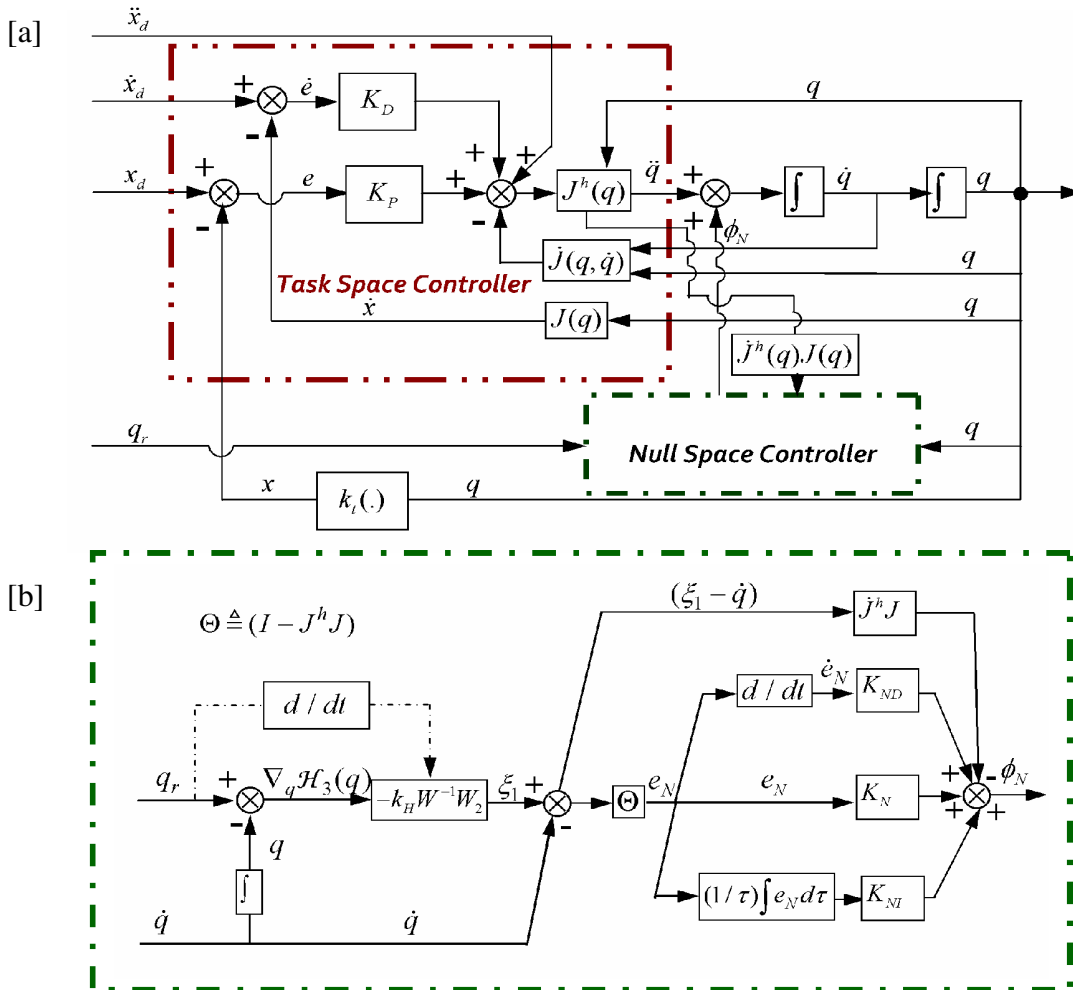 [a]
ẍ_d
ẋ_d
+
ė
K_D
-
+
+
q
x_d
+
e
K_P
+
J^h(q)
q̈
+
∫
q̇
∫
q
-
-
+
ϕ_N
J̇(q, q̇)
q
Task Space Controller
ẋ
J(q)
q
J̇^h(q)J(q)
q_r
Null Space Controller
q
x
k_t(.)
q
[b]
Θ ≜ (I − J^h J)
(ξ_1 − q̇)
J̇^h J
d / dt
d / dt
ė_N
K_ND
q_r
+
∇_q ℋ_3(q)
−k_H W^{-1} W_2
ξ_1
+
Θ
e_N
e_N
K_N
+
-
ϕ_N
-
-
+
+
q
∫
(1/τ)∫e_N dτ
K_NI
q̇
q̇